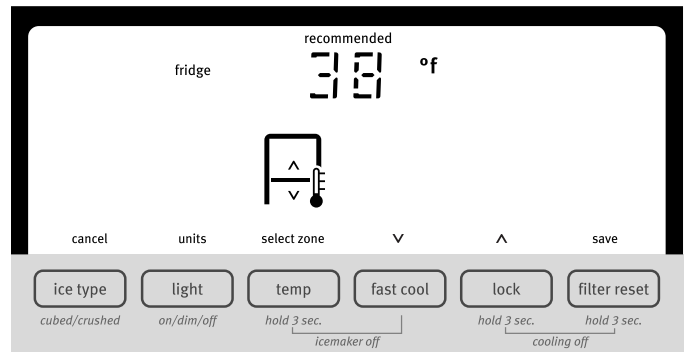 recommended
fridge 38 °f
cancel units select zone ∨ ∧ save
ice type light temp fast cool lock filter reset
cubed/crushed on/dim/off hold 3 sec. hold 3 sec. hold 3 sec.
icemaker off cooling off